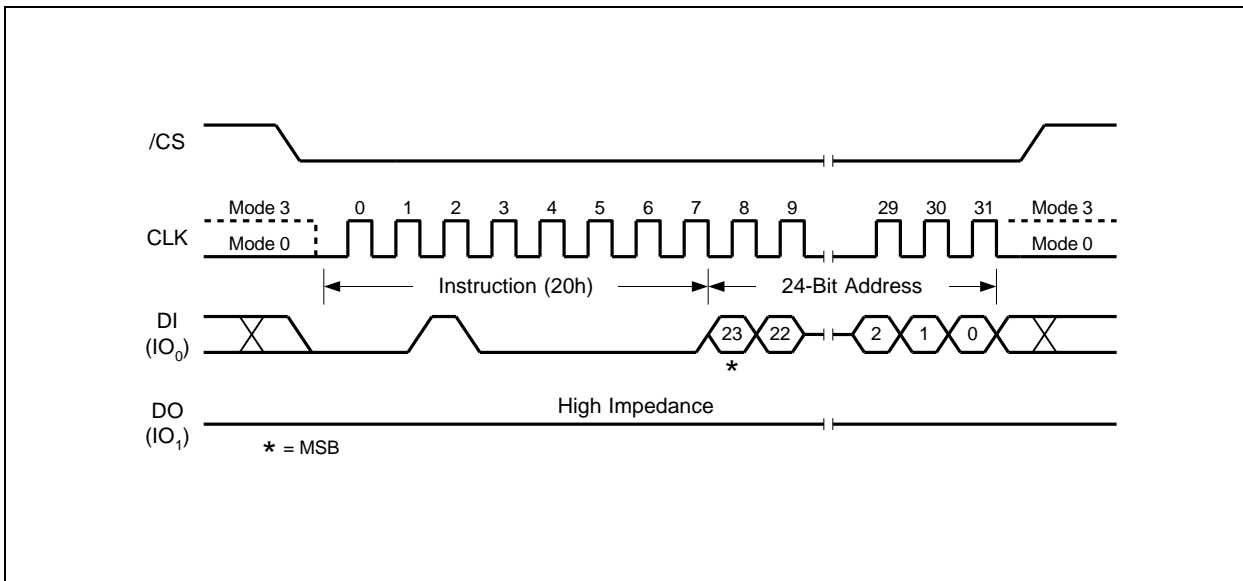 /CS
Mode 3 0 1 2 3 4 5 6 7 8 9 29 30 31 Mode 3
CLK
Mode 0 Mode 0
Instruction (20h) 24-Bit Address
DI
(IO0)
23 22 2 1 0
*
High Impedance
DO
(IO1)
* = MSB